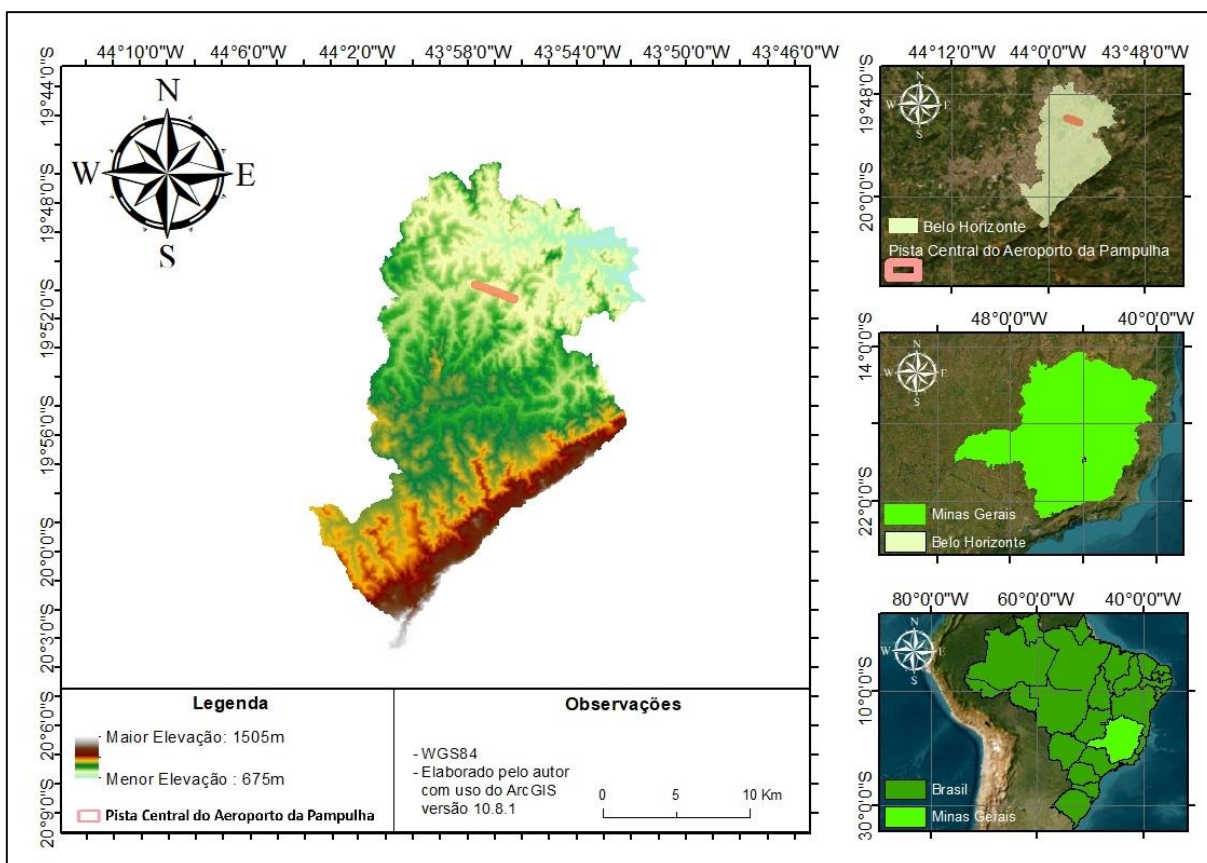 44°10'0"W 44°6'0"W 44°2'0"W 43°58'0"W 43°54'0"W 43°50'0"W 43°46'0"W
19°44'0"S
19°48'0"S
19°52'0"S
19°56'0"S
20°0'0"S
20°3'0"S
20°6'0"S
20°9'0"S
N
W E
S
Legenda
Maior Elevação: 1505m
Menor Elevação : 675m
Pista Central do Aeroporto da Pampulha
Observações
- WGS84
- Elaborado pelo autor
com uso do ArcGIS
versão 10.8.1
0 5 10 Km
44°12'0"W 44°0'0"W 43°48'0"W
19°48'0"S
20°0'0"S
N
W E
S
Belo Horizonte
Pista Central do Aeroporto da Pampulha
48°0'0"W 40°0'0"W
14°0'0"S
22°0'0"S
N
W E
S
Minas Gerais
Belo Horizonte
80°0'0"W 60°0'0"W 40°0'0"W
10°0'0"S
30°0'0"S
N
W E
S
Brasil
Minas Gerais